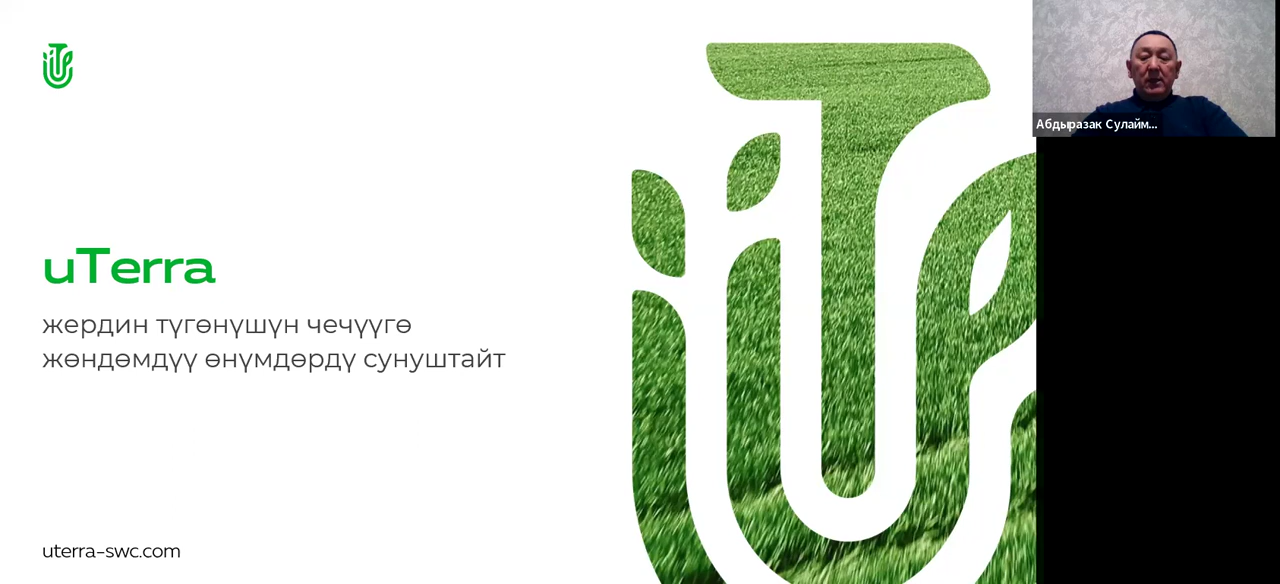 uTerra
жердин түгөнүшүн чечүүгө
жөндөмдүү өнүмдөрдү сунуштайт
uterra-swc.com
Абдыразак Сулайм...